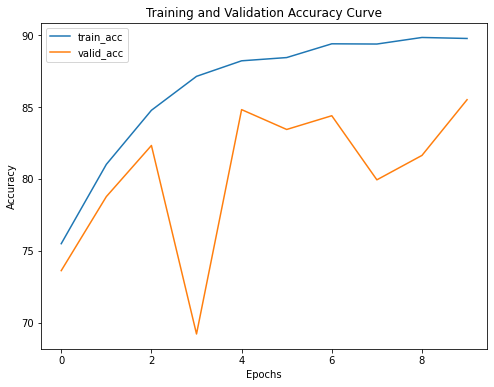 Training and Validation Accuracy Curve
train_acc
valid_acc
90
85
80
75
70
Accuracy
0 2 4 6 8
Epochs